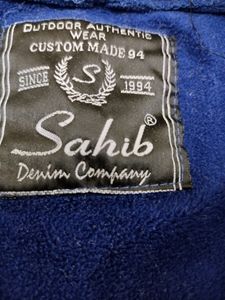 OUTDOOR AUTHENTIC
WEAR
CUSTOM MADE 94
SINCE S 1994
Sahib®
Denim Company